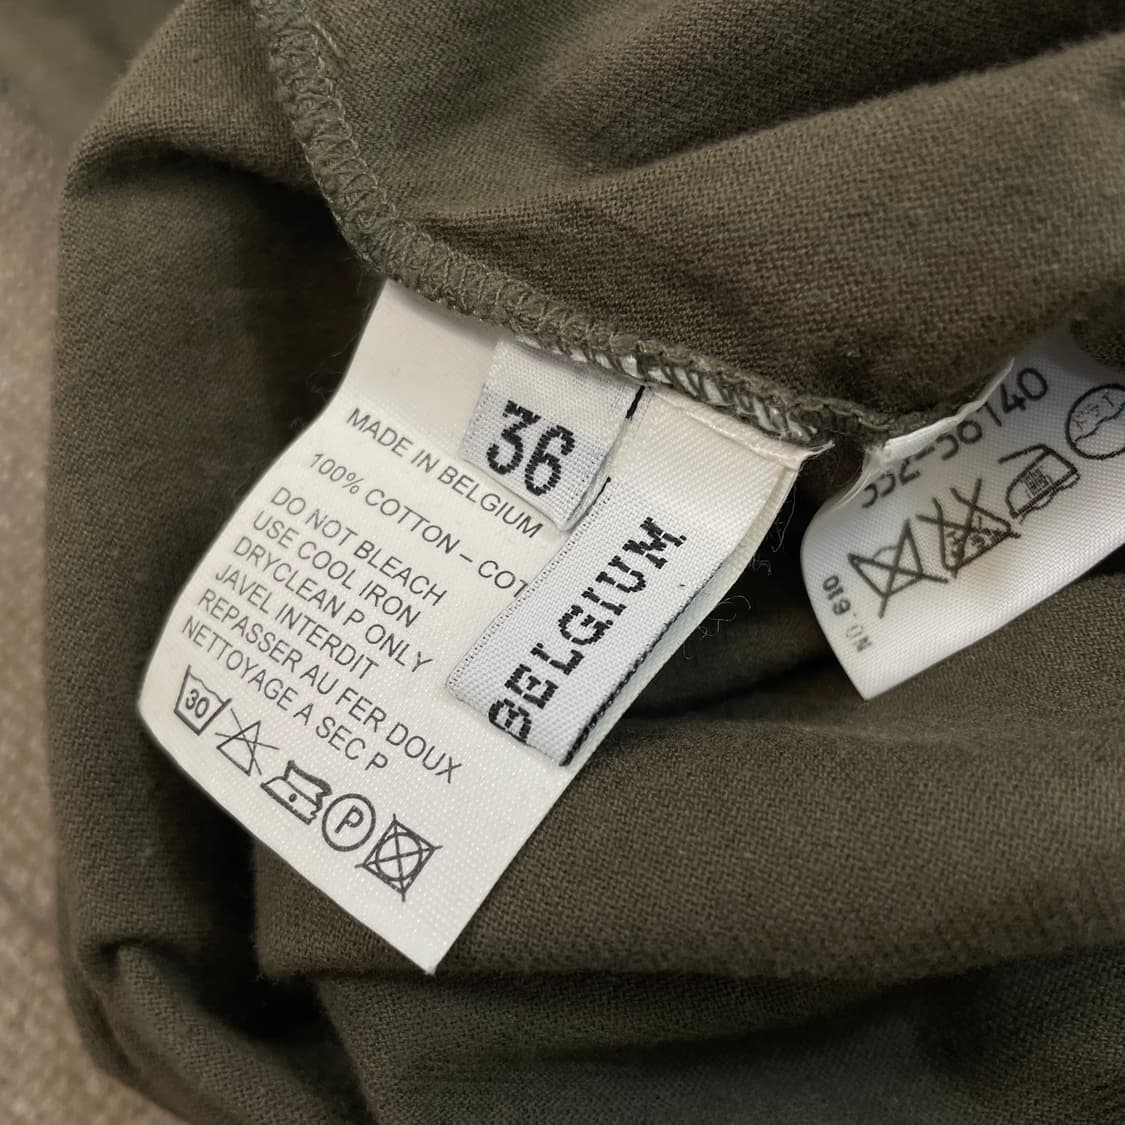 MADE IN BELGIUM
100% COTTON – COT
DO NOT BLEACH
USE COOL IRON
DRYCLEAN P ONLY
JAVEL INTERDIT
REPASSER AU FER DOUX
NETTOYAGE A SEC P
30
P
36
BELGIUM